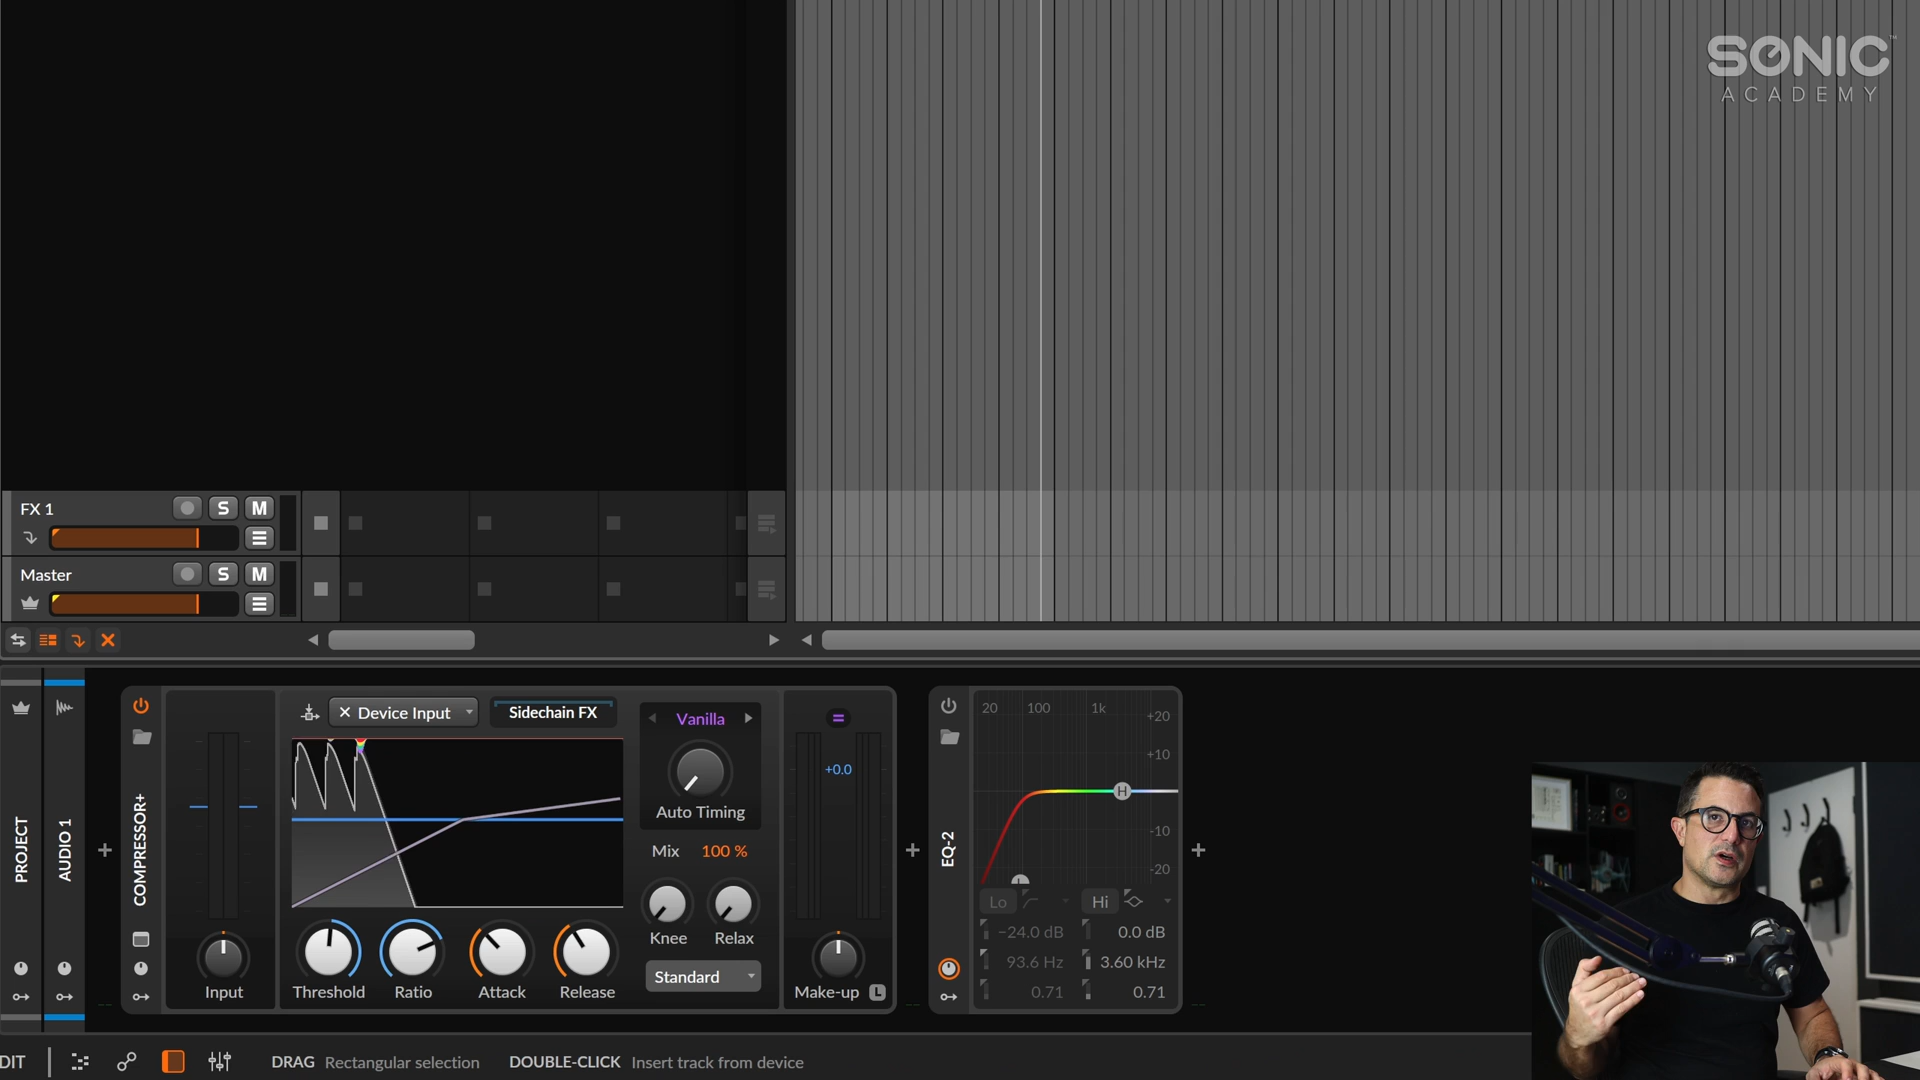 SONIC
ACADEMY
FX 1
S
M
Master
S
M
PROJECT
AUDIO 1
COMPRESSOR+
× Device Input
Sidechain FX
Vanilla
Auto Timing
Mix 100 %
Knee
Relax
Standard
Input
Threshold
Ratio
Attack
Release
+0.0
Make-up
L
EQ-2
20
100
1k
+20
+10
-10
-20
H
Lo
Hi
−24.0 dB
0.0 dB
93.6 Hz
3.60 kHz
0.71
0.71
DIT
DRAG Rectangular selection
DOUBLE-CLICK Insert track from device